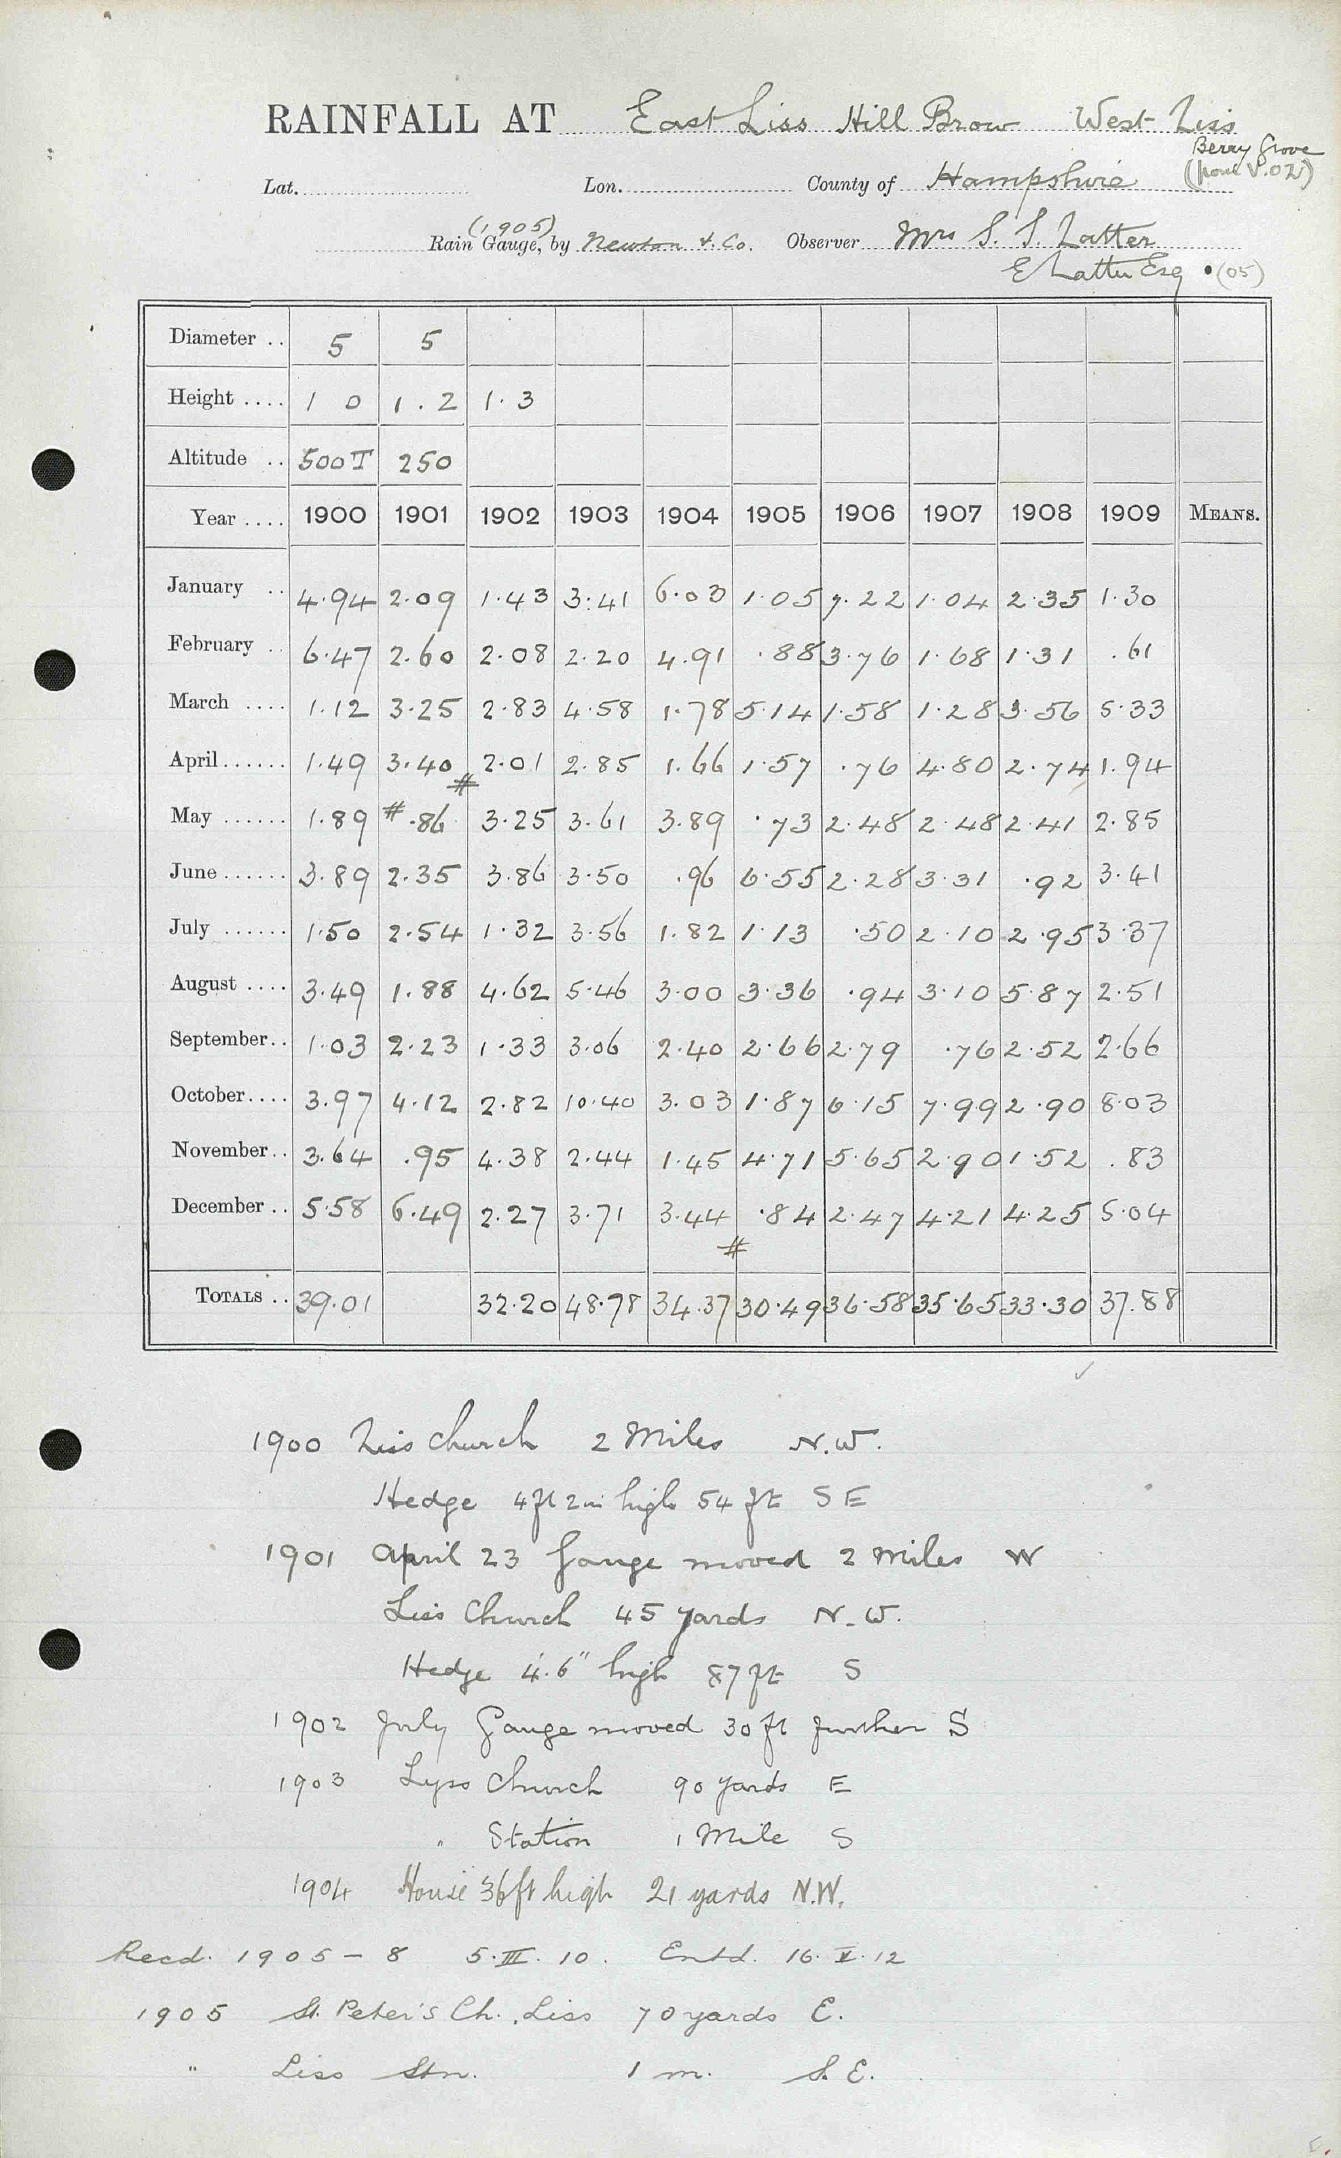 RAINFALL AT East Liss Hill Brow West Liss
Berry Grove
Lat. Lon. County of Hampshire (from V.02)
(1905)
Rain Gauge, by Newton & Co. Observer Mrs S. S. Latter
E Latter Esq • (05)
Diameter .. 5 5
Height .... 1 0 1.2 1.3
Altitude .. 500 T 250
Year .... 1900 1901 1902 1903 1904 1905 1906 1907 1908 1909 MEANS.
January .. 4.94 2.09 1.43 3.41 6.03 1.05 7.22 1.04 2.35 1.30
February .. 6.47 2.60 2.08 2.20 4.91 .88 3.76 1.68 1.31 .61
March .... 1.12 3.25 2.83 4.58 1.78 5.14 1.58 1.28 3.56 5.33
April...... 1.49 3.40 2.01 2.85 1.66 1.57 .76 4.80 2.74 1.94
#
May ...... 1.89 # .86 3.25 3.61 3.89 .73 2.48 2.48 2.41 2.85
June...... 3.89 2.35 3.86 3.50 .96 6.55 2.28 3.31 .92 3.41
July ...... 1.50 2.54 1.32 3.56 1.82 1.13 .50 2.10 2.95 3.37
August .... 3.49 1.88 4.62 5.46 3.00 3.36 .94 3.10 5.87 2.51
September.. 1.03 2.23 1.33 3.06 2.40 2.66 2.79 .76 2.52 2.66
October.... 3.97 4.12 2.82 10.40 3.03 1.87 6.15 7.99 2.90 8.03
November.. 3.64 .95 4.38 2.44 1.45 4.71 5.65 2.90 1.52 .83
December .. 5.58 6.49 2.27 3.71 3.44 .84 2.47 4.21 4.25 5.04
#
TOTALS .. 39.01 32.20 48.78 34.37 30.49 36.58 35.65 33.30 37.88
1900 Liss Church 2 Miles N.W.
Hedge 4ft 2in high 54 ft S E
1901 April 23 Gauge moved 2 Miles W
Liss Church 45 yards N.W.
Hedge 4'.6" high 87 ft S
1902 July Gauge moved 30 ft further S
1903 Lyss Church 90 yards E
" Station 1 Mile S
1904 House 36ft high 21 yards N.W.
Recd. 1905 - 8 5.III.10. Entd. 16.V.12
1905 St. Peter's Ch., Liss 70 yards E.
" Liss Stn. 1 m. S.E.